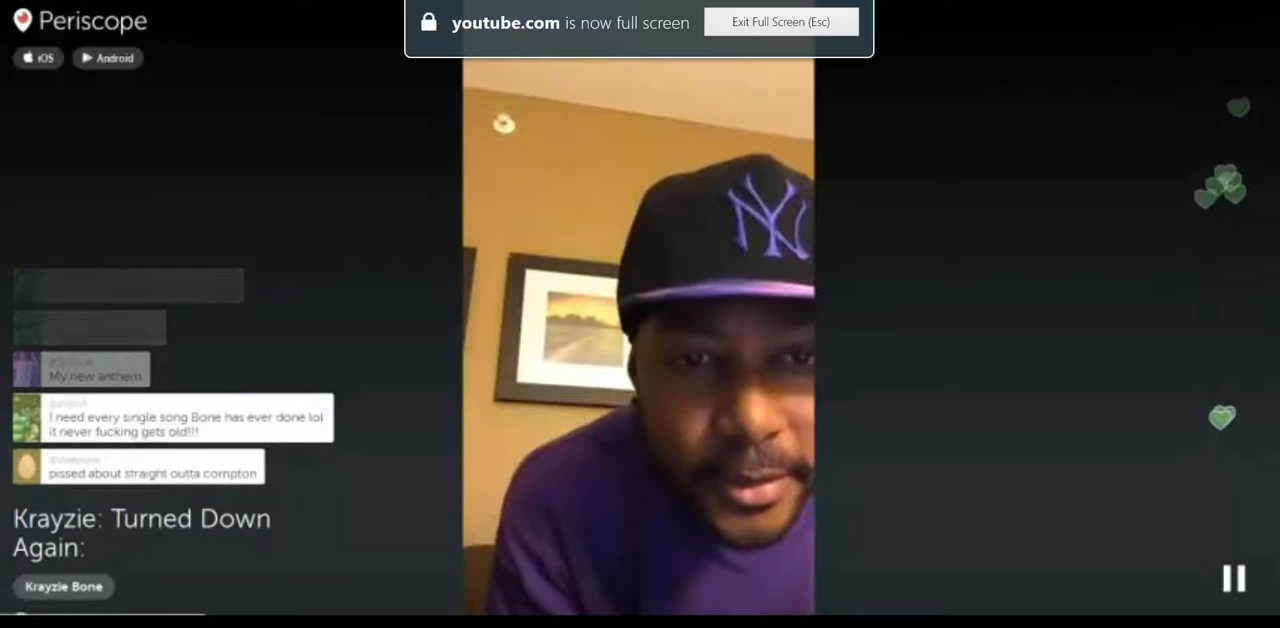 Periscope
iOS
Android
youtube.com is now full screen
Exit Full Screen (Esc)
NY
My new anthem
I need every single song Bone has ever done lol
it never fucking gets old!!!
pissed about straight outta compton
Krayzie: Turned Down
Again:
Krayzie Bone